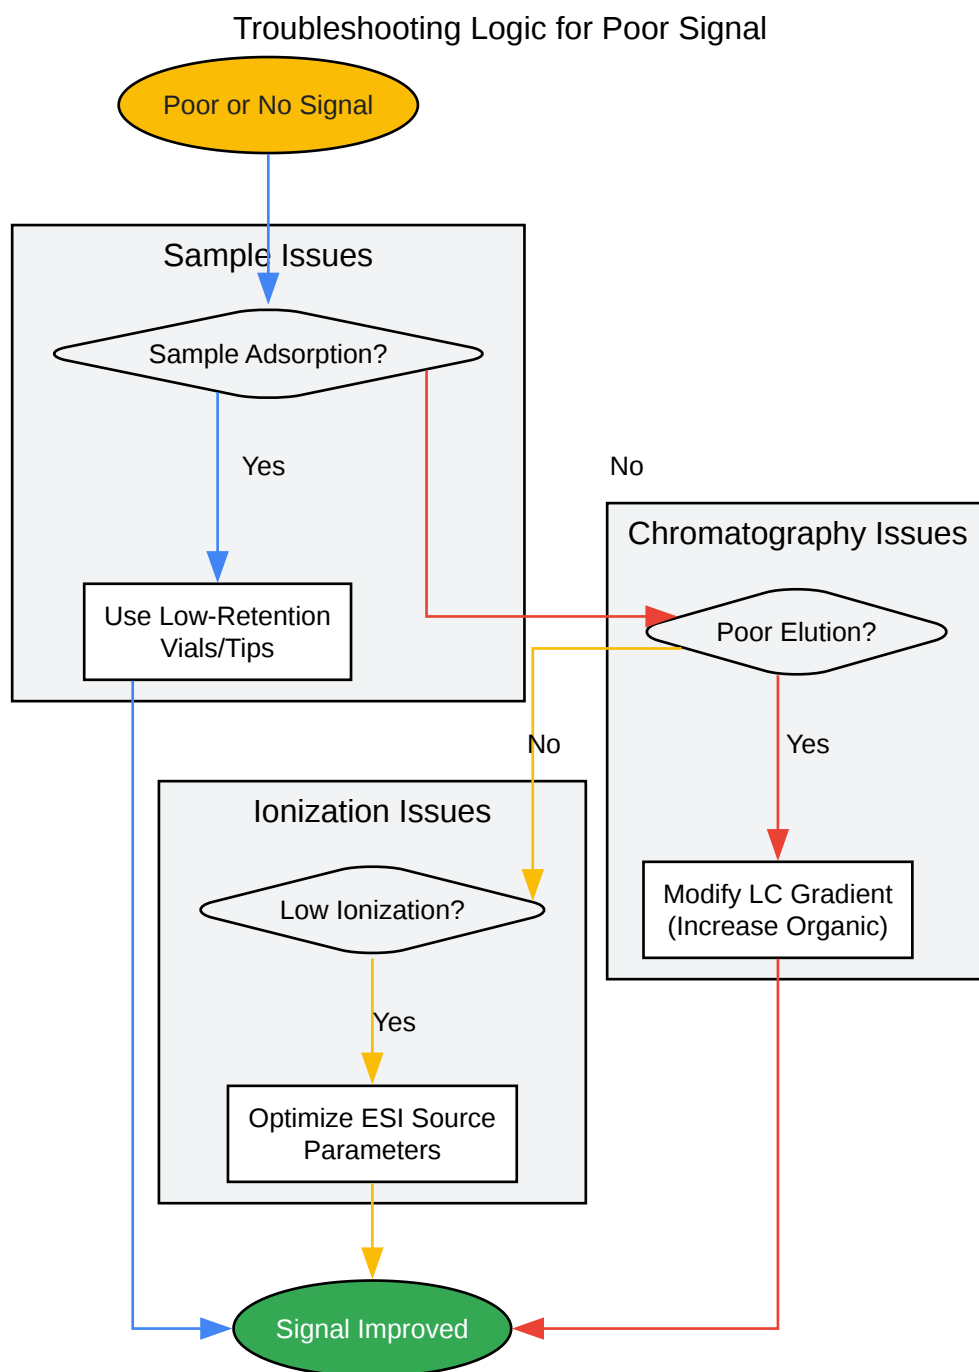 Troubleshooting Logic for Poor Signal
Poor or No Signal
Sample Issues
Sample Adsorption?
Yes
No
Use Low-Retention
Vials/Tips
Chromatography Issues
Poor Elution?
No
Yes
Ionization Issues
Low Ionization?
Modify LC Gradient
(Increase Organic)
Yes
Optimize ESI Source
Parameters
Signal Improved